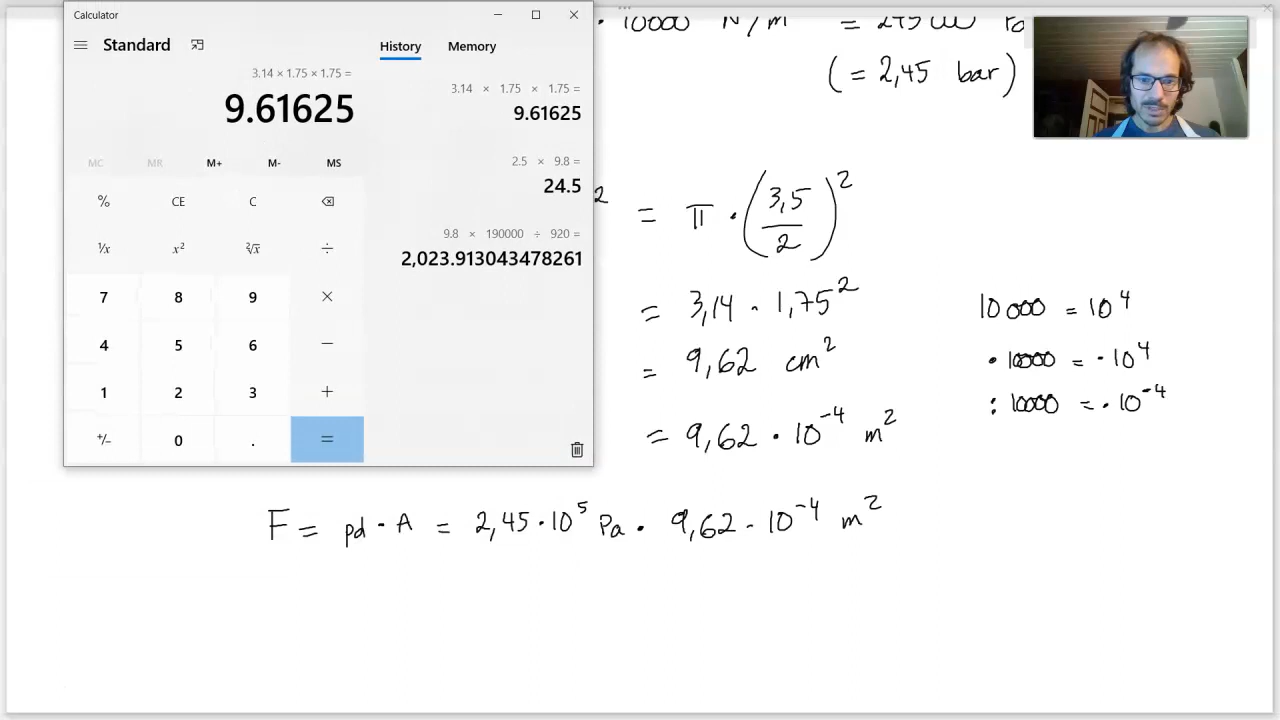 Calculator
Standard
3.14 × 1.75 × 1.75 =
9.61625
MC MR M+ M- MS
% CE C
¹/x x² ²√x ÷
7 8 9 ×
4 5 6 −
1 2 3 +
+/- 0 . =
History Memory
3.14 × 1.75 × 1.75 =
9.61625
2.5 × 9.8 =
24.5
9.8 × 190000 ÷ 920 =
2,023.913043478261
· 10000 N/m = 245000 Pa
(= 2,45 bar)
2 = π · (3,5/2)²
= 3,14 · 1,75²
= 9,62 cm²
= 9,62 · 10⁻⁴ m²
10000 = 10⁴
· 10000 = · 10⁴
: 10000 = · 10⁻⁴
F = pd · A = 2,45 · 10⁵ Pa · 9,62 · 10⁻⁴ m²